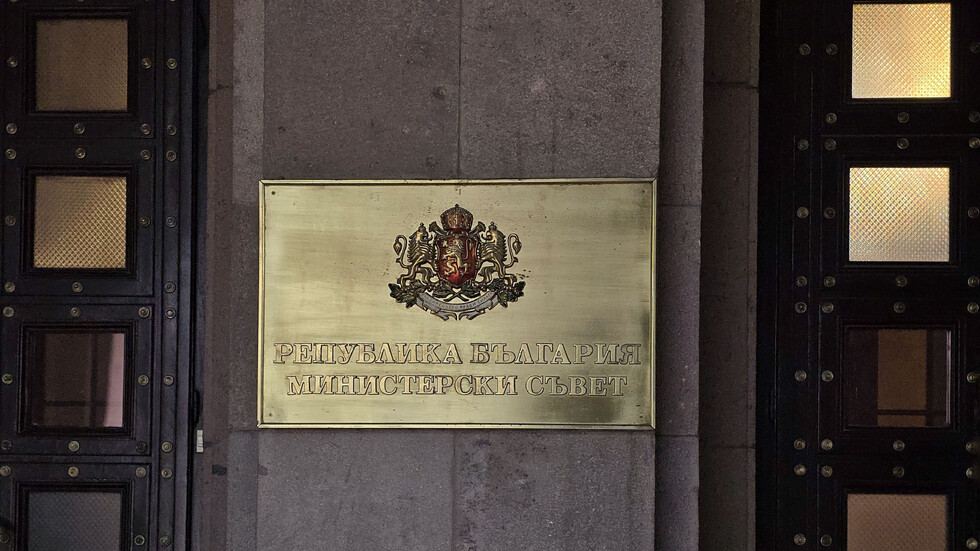 РЕПУБЛИКА БЪЛГАРИЯ
МИНИСТЕРСКИ СЪВЕТ